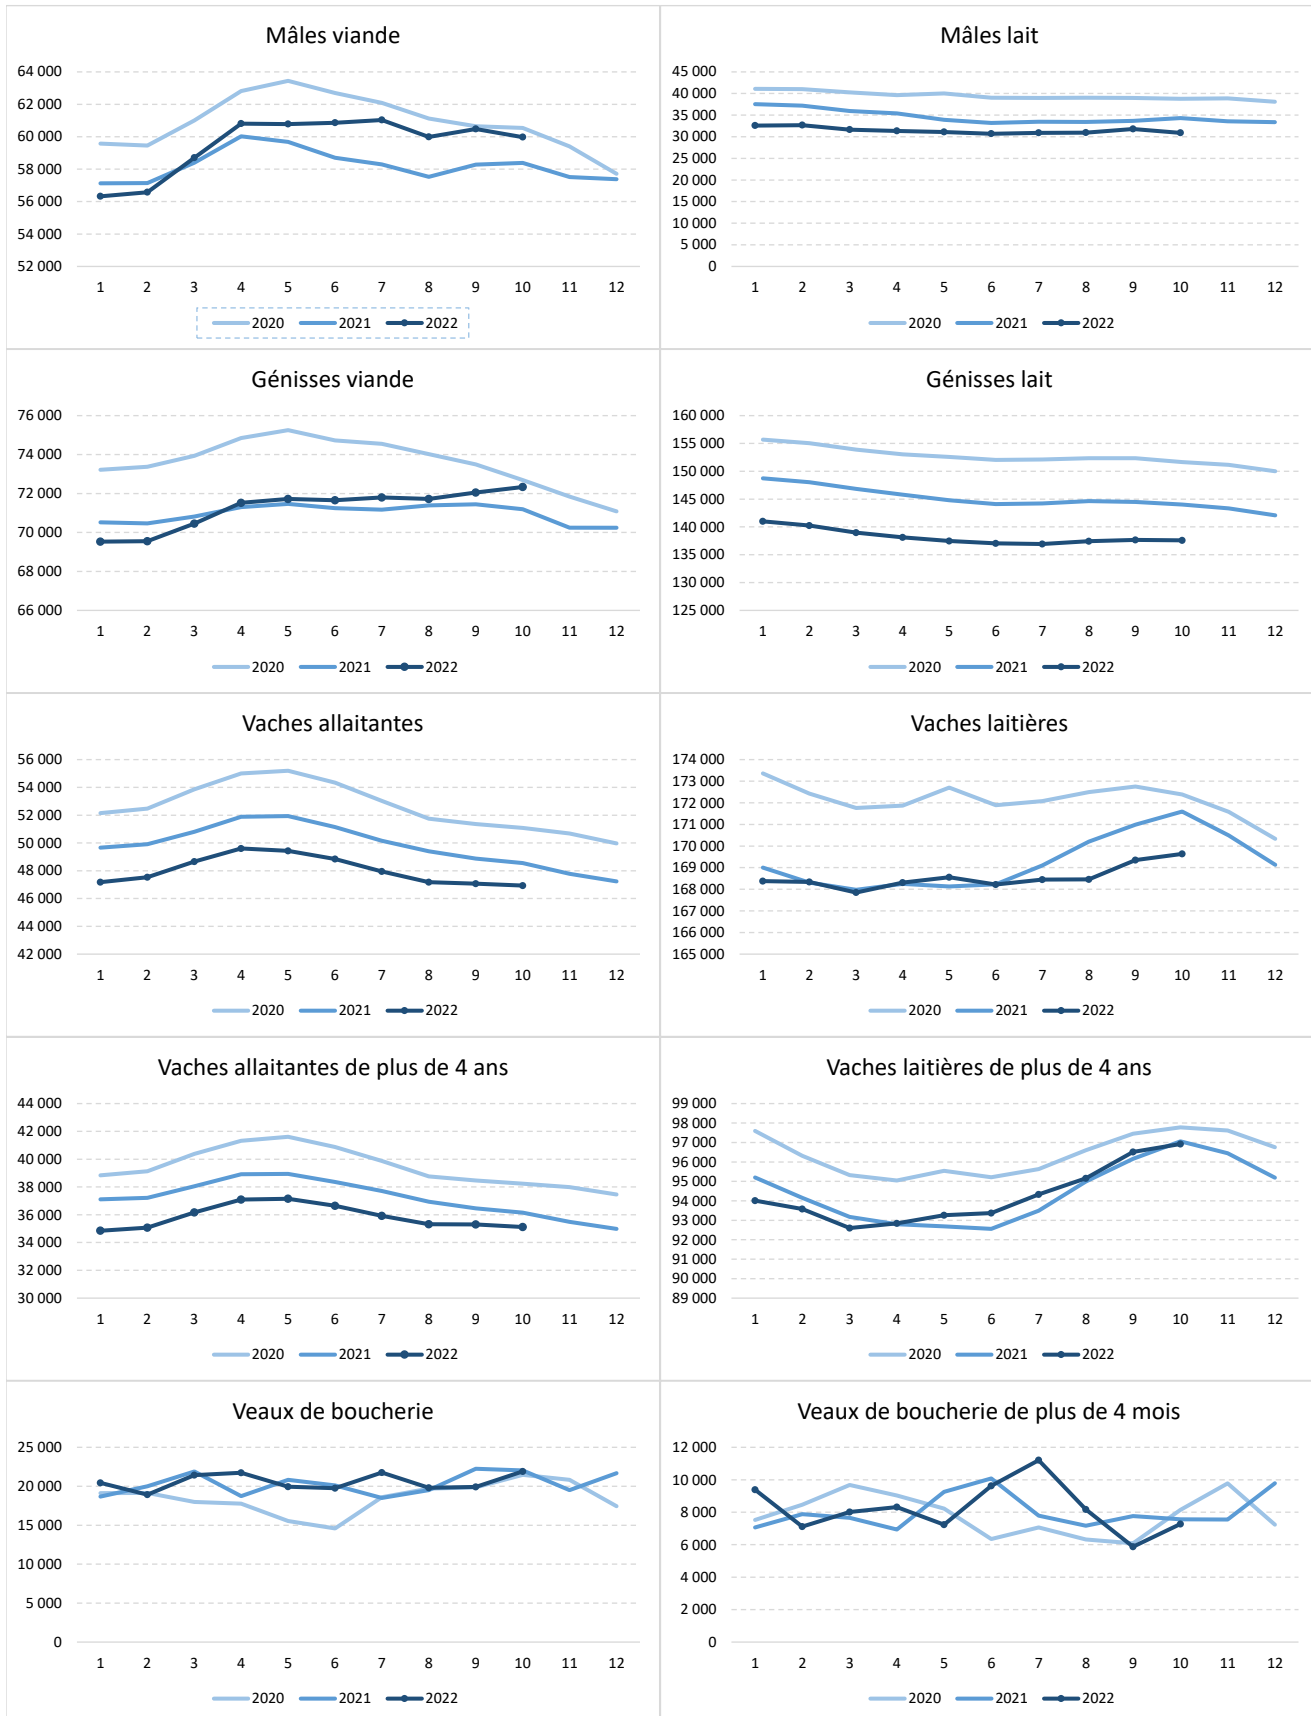 Mâles viande
64 000
62 000
60 000
58 000
56 000
54 000
52 000
1 2 3 4 5 6 7 8 9 10 11 12
2020 2021 2022
Mâles lait
45 000
40 000
35 000
30 000
25 000
20 000
15 000
10 000
5 000
0
1 2 3 4 5 6 7 8 9 10 11 12
2020 2021 2022
Génisses viande
76 000
74 000
72 000
70 000
68 000
66 000
1 2 3 4 5 6 7 8 9 10 11 12
2020 2021 2022
Génisses lait
160 000
155 000
150 000
145 000
140 000
135 000
130 000
125 000
1 2 3 4 5 6 7 8 9 10 11 12
2020 2021 2022
Vaches allaitantes
56 000
54 000
52 000
50 000
48 000
46 000
44 000
42 000
1 2 3 4 5 6 7 8 9 10 11 12
2020 2021 2022
Vaches laitières
174 000
173 000
172 000
171 000
170 000
169 000
168 000
167 000
166 000
165 000
1 2 3 4 5 6 7 8 9 10 11 12
2020 2021 2022
Vaches allaitantes de plus de 4 ans
44 000
42 000
40 000
38 000
36 000
34 000
32 000
30 000
1 2 3 4 5 6 7 8 9 10 11 12
2020 2021 2022
Vaches laitières de plus de 4 ans
99 000
98 000
97 000
96 000
95 000
94 000
93 000
92 000
91 000
90 000
89 000
1 2 3 4 5 6 7 8 9 10 11 12
2020 2021 2022
Veaux de boucherie
25 000
20 000
15 000
10 000
5 000
0
1 2 3 4 5 6 7 8 9 10 11 12
2020 2021 2022
Veaux de boucherie de plus de 4 mois
12 000
10 000
8 000
6 000
4 000
2 000
0
1 2 3 4 5 6 7 8 9 10 11 12
2020 2021 2022